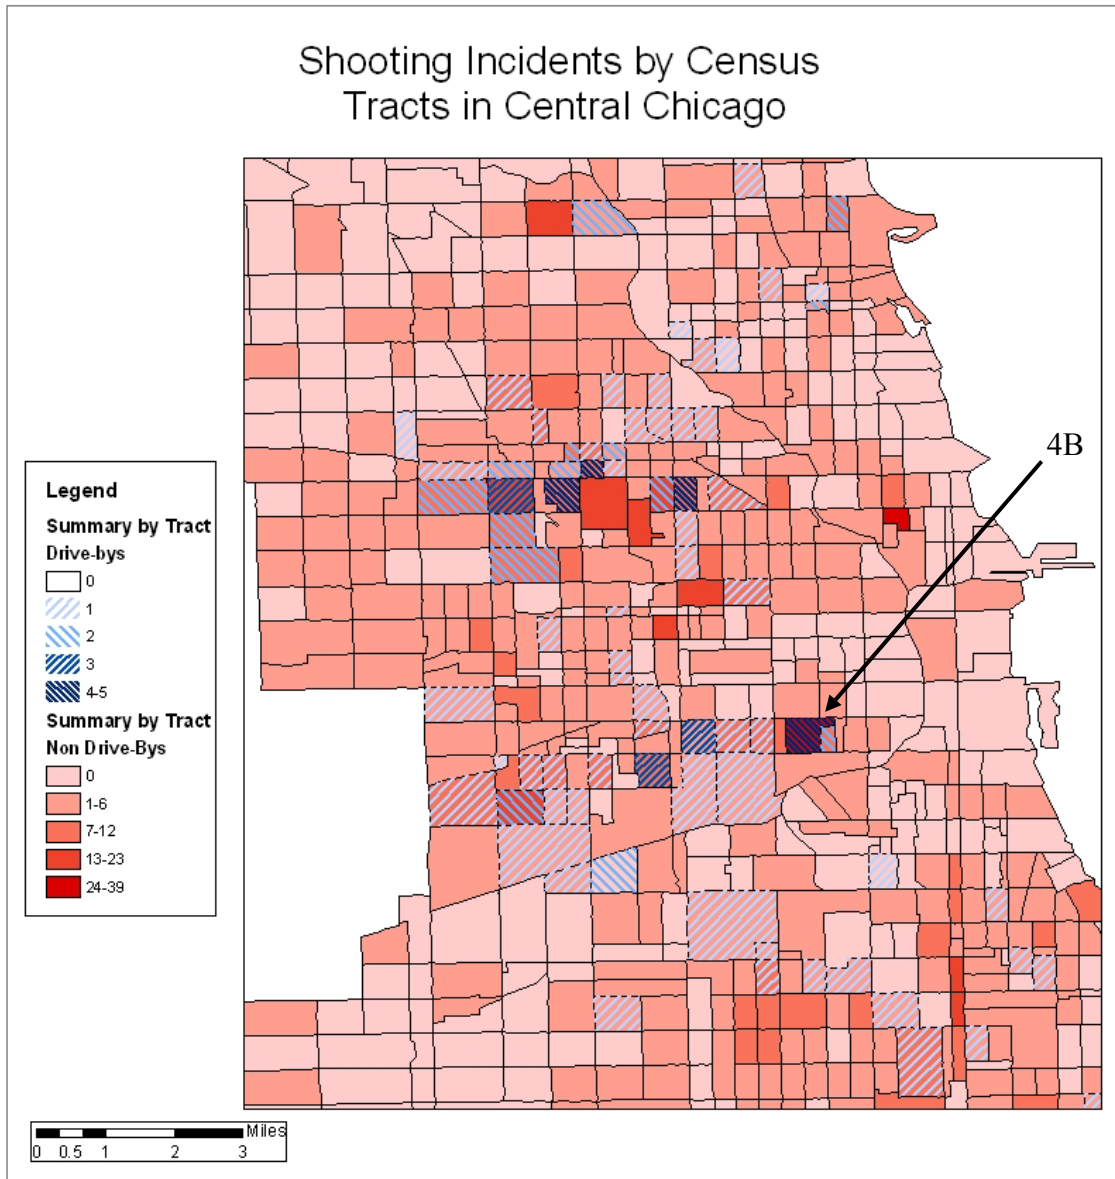 Shooting Incidents by Census
Tracts in Central Chicago
4B
Legend
Summary by Tract
Drive-bys
0
1
2
3
4-5
Summary by Tract
Non Drive-Bys
0
1-6
7-12
13-23
24-39
Miles
0 0.5 1 2 3